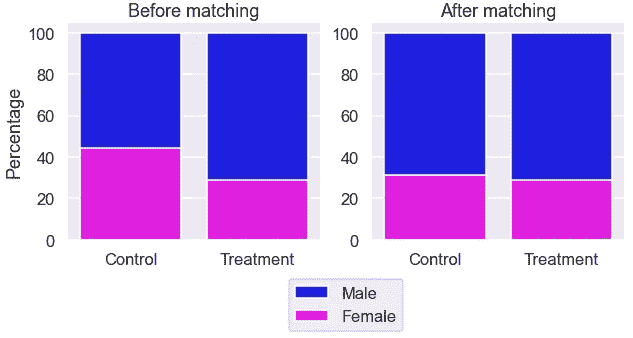 Before matching
After matching
Percentage
100
80
60
40
20
0
Control
Treatment
100
80
60
40
20
0
Control
Treatment
Male
Female